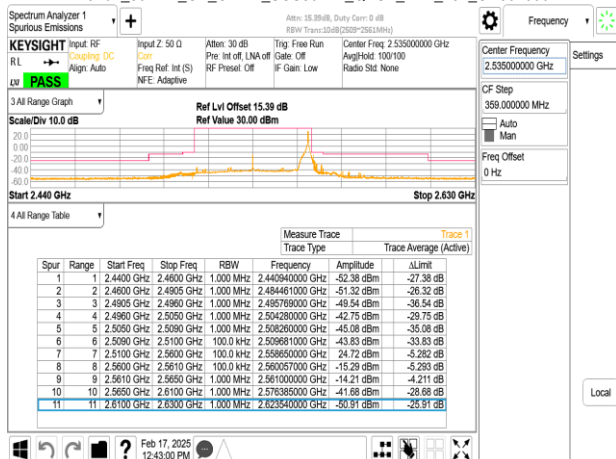 Spectrum Analyzer 1
Spurious Emissions
Attn: 15.39dB, Duty Corr: 0 dB
RBW Trans:10dB(2509~2561MHz)
Frequency
KEYSIGHT Input: RF Input Z: 50 Ω Atten: 30 dB Trig: Free Run Center Freq: 2.535000000 GHz
RL Coupling: DC Corr Pre: Int off, LNA off Gate: Off Avg|Hold: 100/100
Align: Auto Freq Ref: Int (S) RF Preset: Off IF Gain: Low Radio Std: None
LXI PASS NFE: Adaptive
Center Frequency
2.535000000 GHz
Settings
CF Step
359.000000 MHz
Auto
Man
Freq Offset
0 Hz
Local
3 All Range Graph
Ref Lvl Offset 15.39 dB
Scale/Div 10.0 dB Ref Value 30.00 dBm
20.0
0.00
-20.0
-40.0
-60.0
Start 2.440 GHz Stop 2.630 GHz
4 All Range Table
Measure Trace Trace 1
Trace Type Trace Average (Active)
Spur Range Start Freq Stop Freq RBW Frequency Amplitude ΔLimit
1 1 2.4400 GHz 2.4600 GHz 1.000 MHz 2.440940000 GHz -52.38 dBm -27.38 dB
2 2 2.4600 GHz 2.4905 GHz 1.000 MHz 2.484461000 GHz -51.32 dBm -26.32 dB
3 3 2.4905 GHz 2.4960 GHz 1.000 MHz 2.495769000 GHz -49.54 dBm -36.54 dB
4 4 2.4960 GHz 2.5050 GHz 1.000 MHz 2.504280000 GHz -42.75 dBm -29.75 dB
5 5 2.5050 GHz 2.5090 GHz 1.000 MHz 2.508260000 GHz -45.08 dBm -35.08 dB
6 6 2.5090 GHz 2.5100 GHz 100.0 kHz 2.509681000 GHz -43.83 dBm -33.83 dB
7 7 2.5100 GHz 2.5600 GHz 100.0 kHz 2.558650000 GHz 24.72 dBm -5.282 dB
8 8 2.5600 GHz 2.5610 GHz 100.0 kHz 2.560057000 GHz -15.29 dBm -5.293 dB
9 9 2.5610 GHz 2.5650 GHz 1.000 MHz 2.561000000 GHz -14.21 dBm -4.211 dB
10 10 2.5650 GHz 2.6100 GHz 1.000 MHz 2.576385000 GHz -41.68 dBm -28.68 dB
11 11 2.6100 GHz 2.6300 GHz 1.000 MHz 2.623540000 GHz -50.91 dBm -25.91 dB
Feb 17, 2025
12:43:00 PM